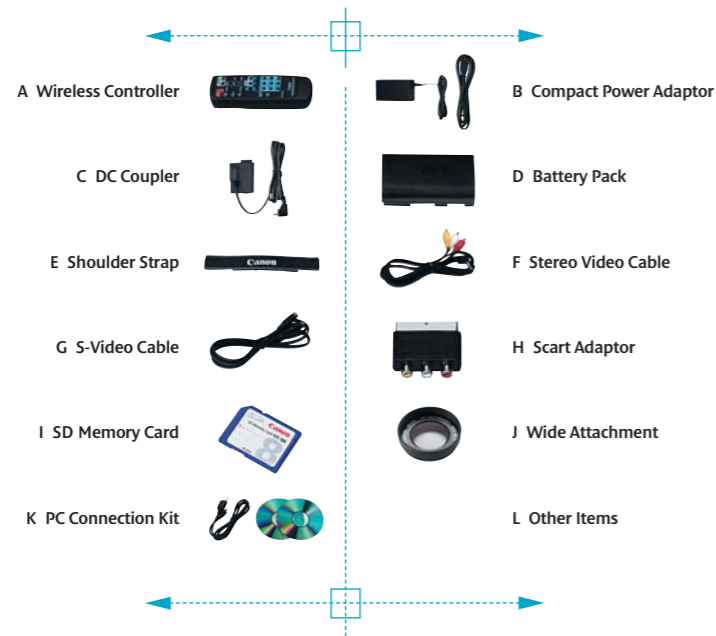 A Wireless Controller
B Compact Power Adaptor
C DC Coupler
D Battery Pack
E Shoulder Strap
Canon
F Stereo Video Cable
G S-Video Cable
H Scart Adaptor
I SD Memory Card
Canon
8
J Wide Attachment
K PC Connection Kit
L Other Items